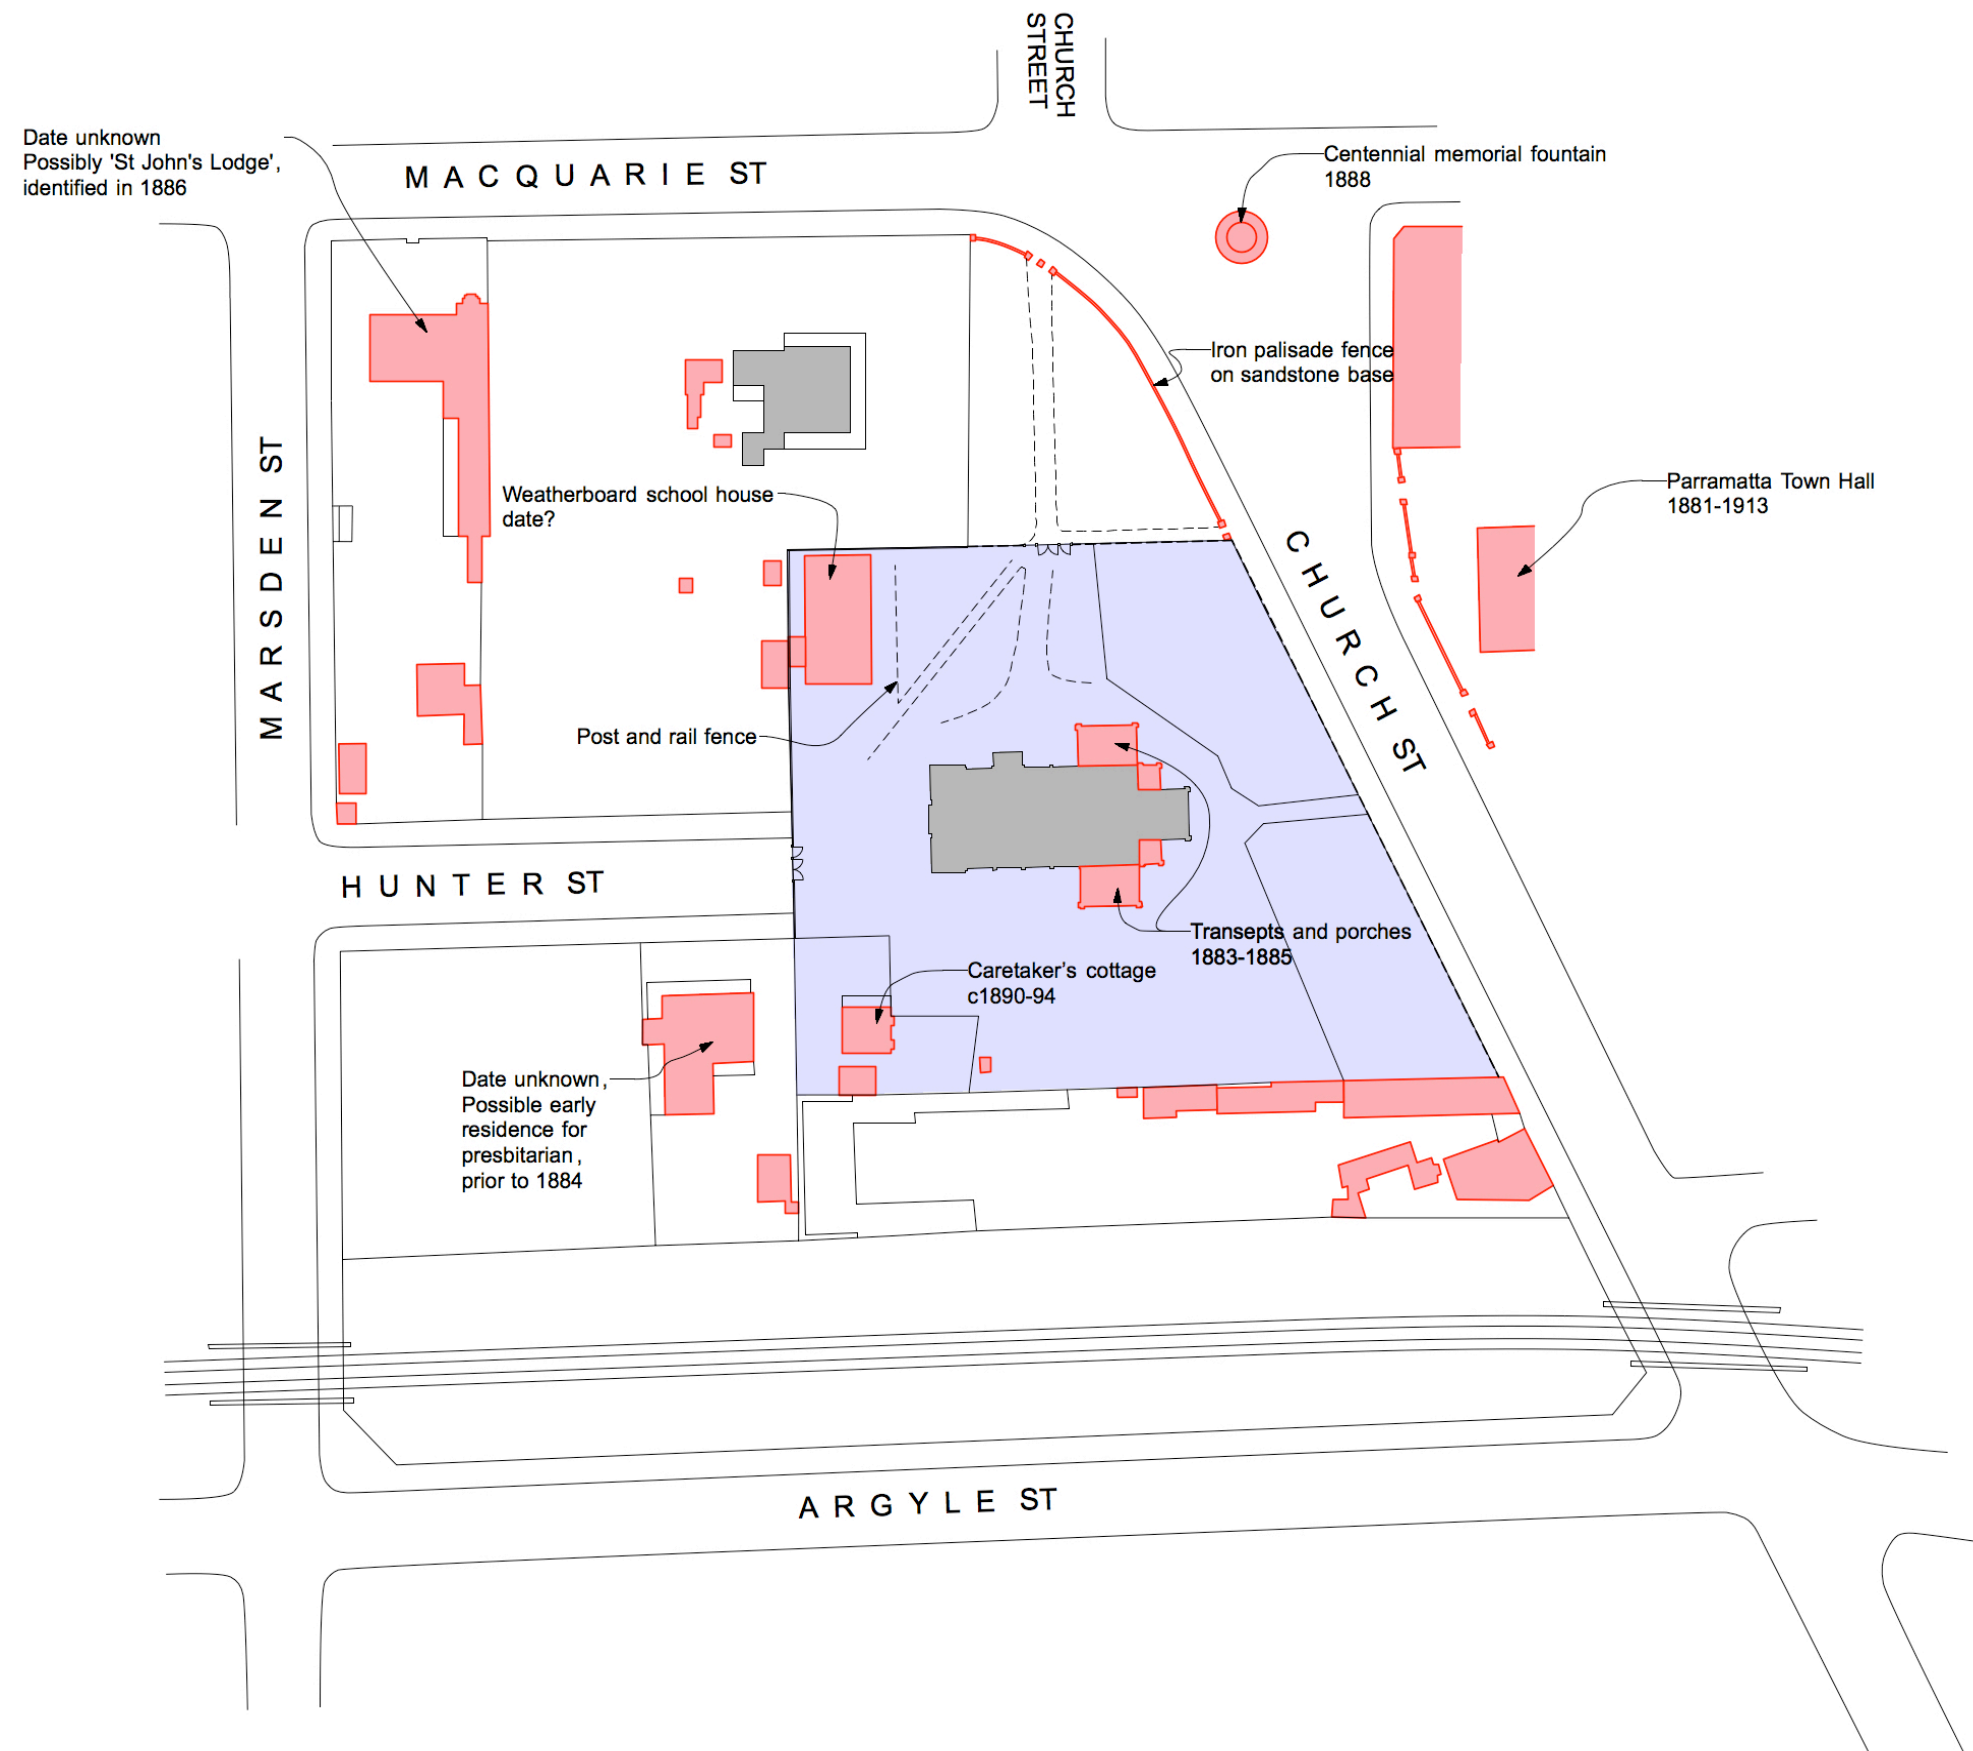 CHURCH
STREET
Date unknown
Possibly 'St John's Lodge',
identified in 1886
MACQUARIE ST
Centennial memorial fountain
1888
Iron palisade fence
on sandstone base
MARSDEN ST
Weatherboard school house
date?
Parramatta Town Hall
1881-1913
CHURCH ST
Post and rail fence
HUNTER ST
Transepts and porches
1883-1885
Caretaker's cottage
c1890-94
Date unknown,
Possible early
residence for
presbitarian,
prior to 1884
ARGYLE ST